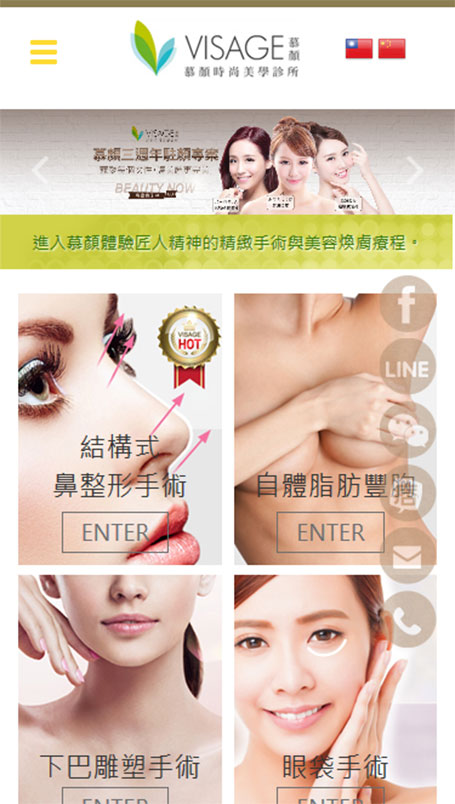 VISAGE 慕顏
慕顏時尚美學診所
VISAGE
慕顏三週年駐顏專案
BEAUTY NOW
進入慕顏體驗匠人精神的精緻手術與美容煥膚療程。
VISAGE
HOT
結構式
鼻整形手術
ENTER
自體脂肪豐胸
ENTER
LINE
下巴雕塑手術
ENTER
眼袋手術
ENTER